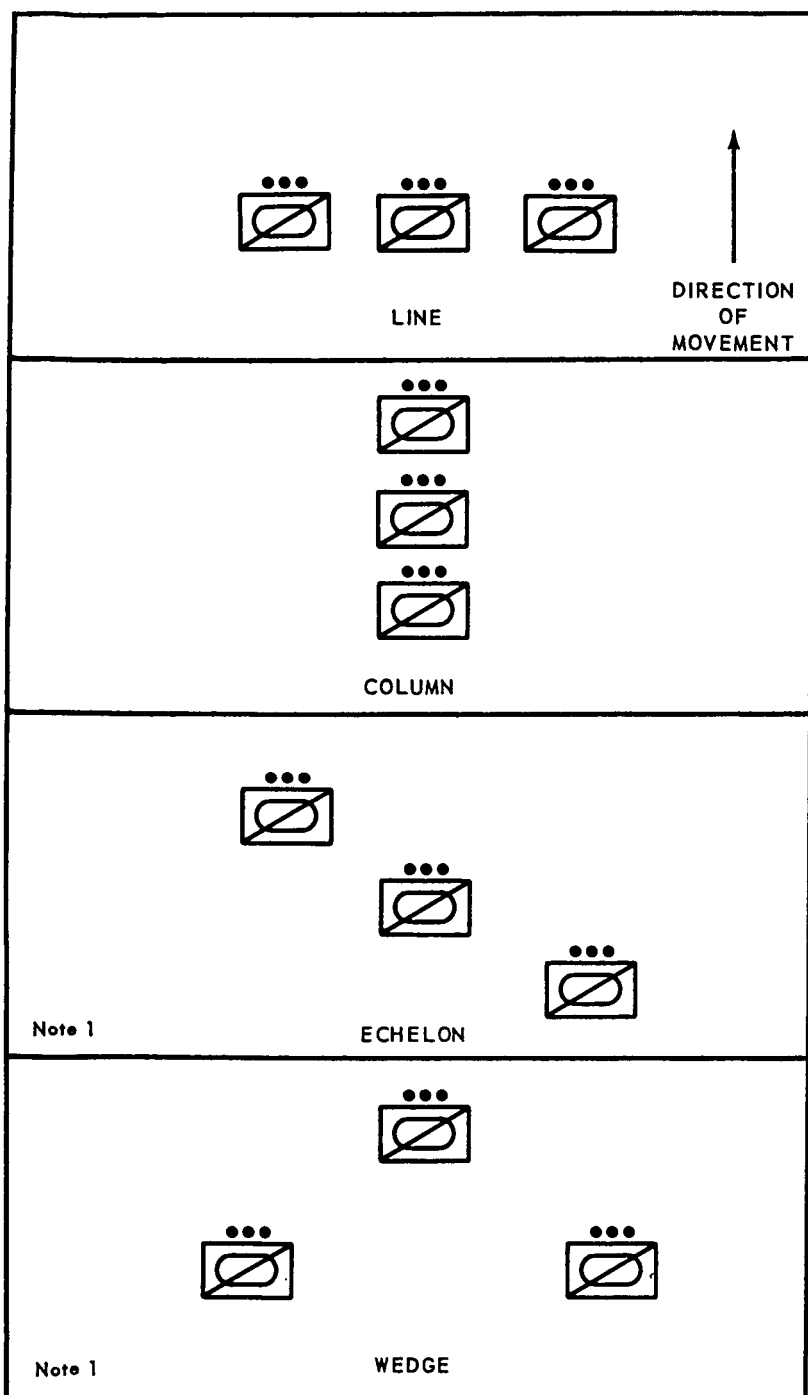 LINE
DIRECTION
OF
MOVEMENT
COLUMN
Note 1
ECHELON
Note 1
WEDGE